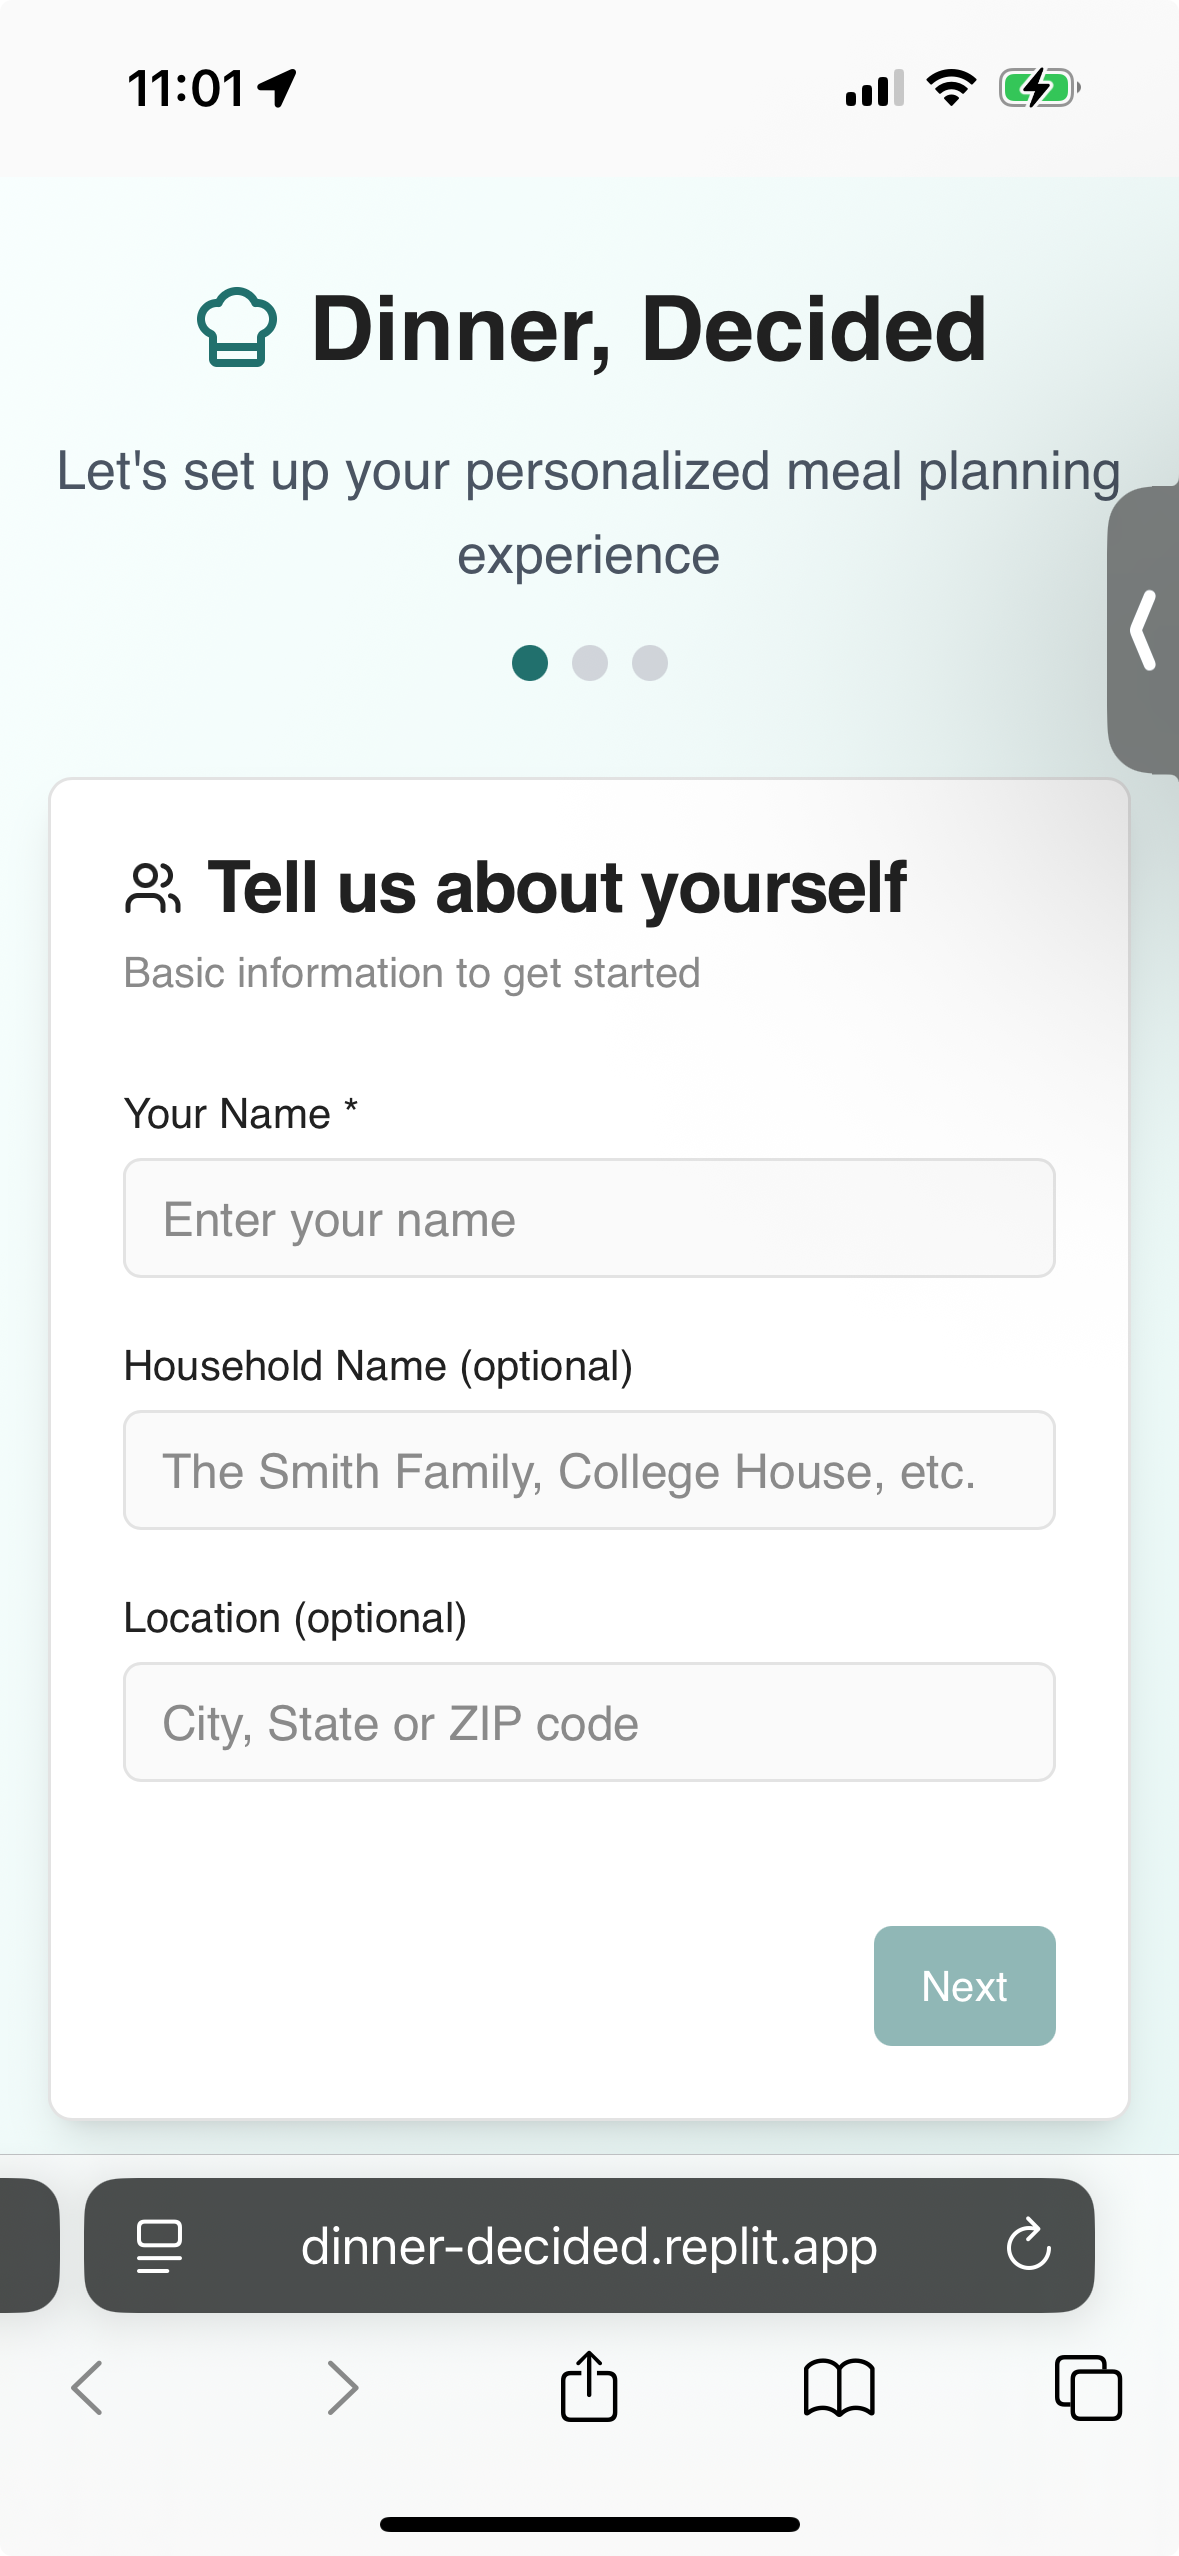 11:01
Dinner, Decided
Let's set up your personalized meal planning
experience
Tell us about yourself
Basic information to get started
Your Name *
Enter your name
Household Name (optional)
The Smith Family, College House, etc.
Location (optional)
City, State or ZIP code
Next
dinner-decided.replit.app